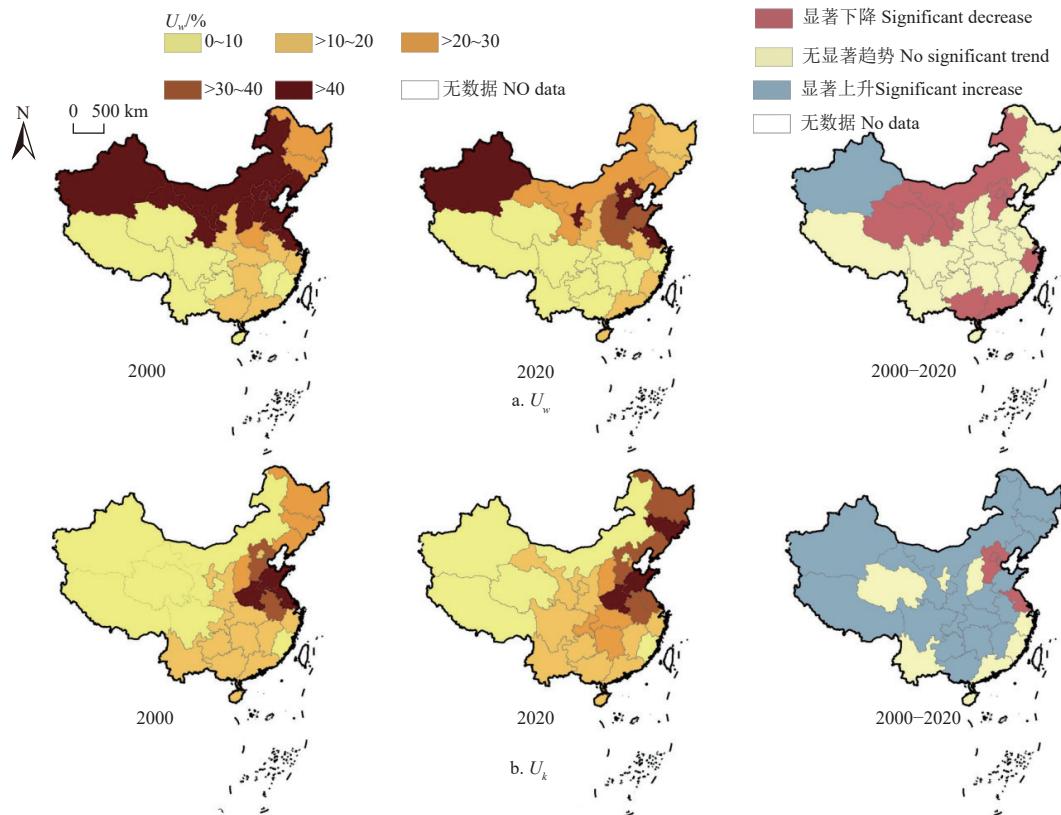 U_w/%
0~10
>10~20
>20~30
>30~40
>40
无数据 NO data
显著下降 Significant decrease
无显著趋势 No significant trend
显著上升Significant increase
无数据 No data
N
0 500 km
2000
2020
2000−2020
a. U_w
2000
2020
2000−2020
b. U_k